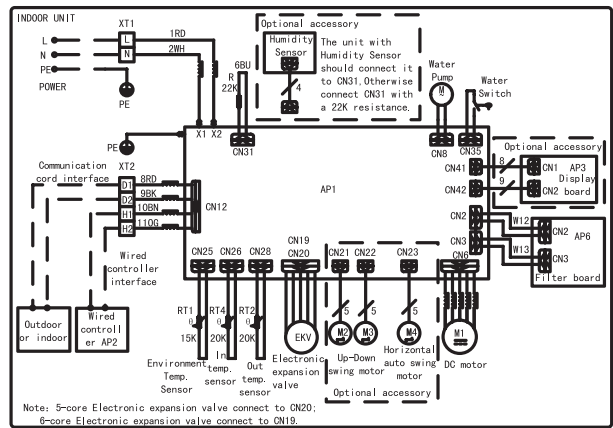 INDOOR UNIT
XT1
L
L
N
N
PE
POWER
PE
1RD
2WH
X1 X2
6BU
R
22K
CN31
Optional accessory
Humidity
Sensor
4
The unit with
Humidity Sensor
should connect it
to CN31, Otherwise
connect CN31 with
a 22K resistance.
Water
Pump
M
~
CN8
Water
Switch
CN35
PE
AP1
Optional accessory
CN41
8
CN1
AP3
Display
board
CN42
9
CN2
CN2
W12
CN2
AP6
CN3
W13
CN3
CN6
Filter board
Communication
cord interface
XT2
D1
8RD
D2
9BK
H1
10BN
H2
11OG
CN12
Wired
controller
interface
Outdoor
or indoor
Wired
controll
er AP2
CN25
CN26
CN28
CN19
CN20
CN21
CN22
CN23
RT1
θ
15K
RT4
θ
20K
RT2
θ
20K
EKV
5
5
5
M2
M3
M4
M1
Environment
Temp.
Sensor
In
temp.
sensor
Out
temp.
sensor
Electronic
expansion
valve
Up-Down
swing motor
Horizontal
auto swing
motor
DC motor
Optional accessory
Note: 5-core Electronic expansion valve connect to CN20;
6-core Electronic expansion valve connect to CN19.